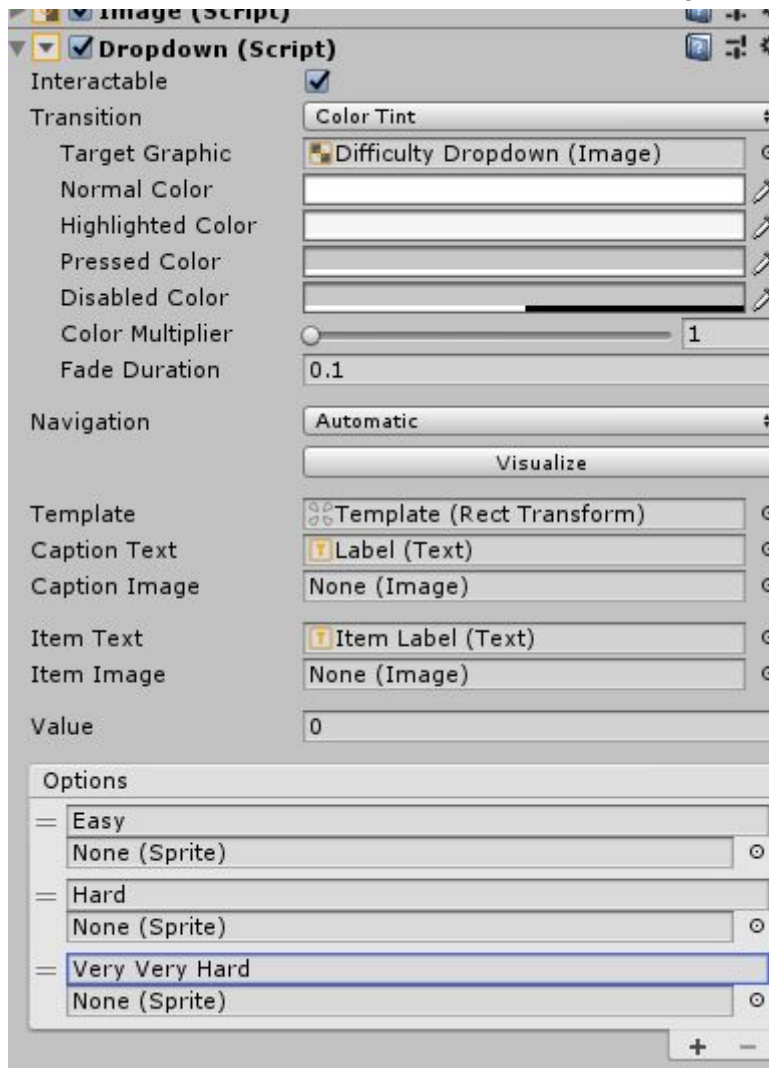 Image (Script)
Dropdown (Script)
Interactable
Transition Color Tint
Target Graphic Difficulty Dropdown (Image)
Normal Color
Highlighted Color
Pressed Color
Disabled Color
Color Multiplier 1
Fade Duration 0.1
Navigation Automatic
Visualize
Template Template (Rect Transform)
Caption Text Label (Text)
Caption Image None (Image)
Item Text Item Label (Text)
Item Image None (Image)
Value 0
Options
Easy
None (Sprite)
Hard
None (Sprite)
Very Very Hard
None (Sprite)